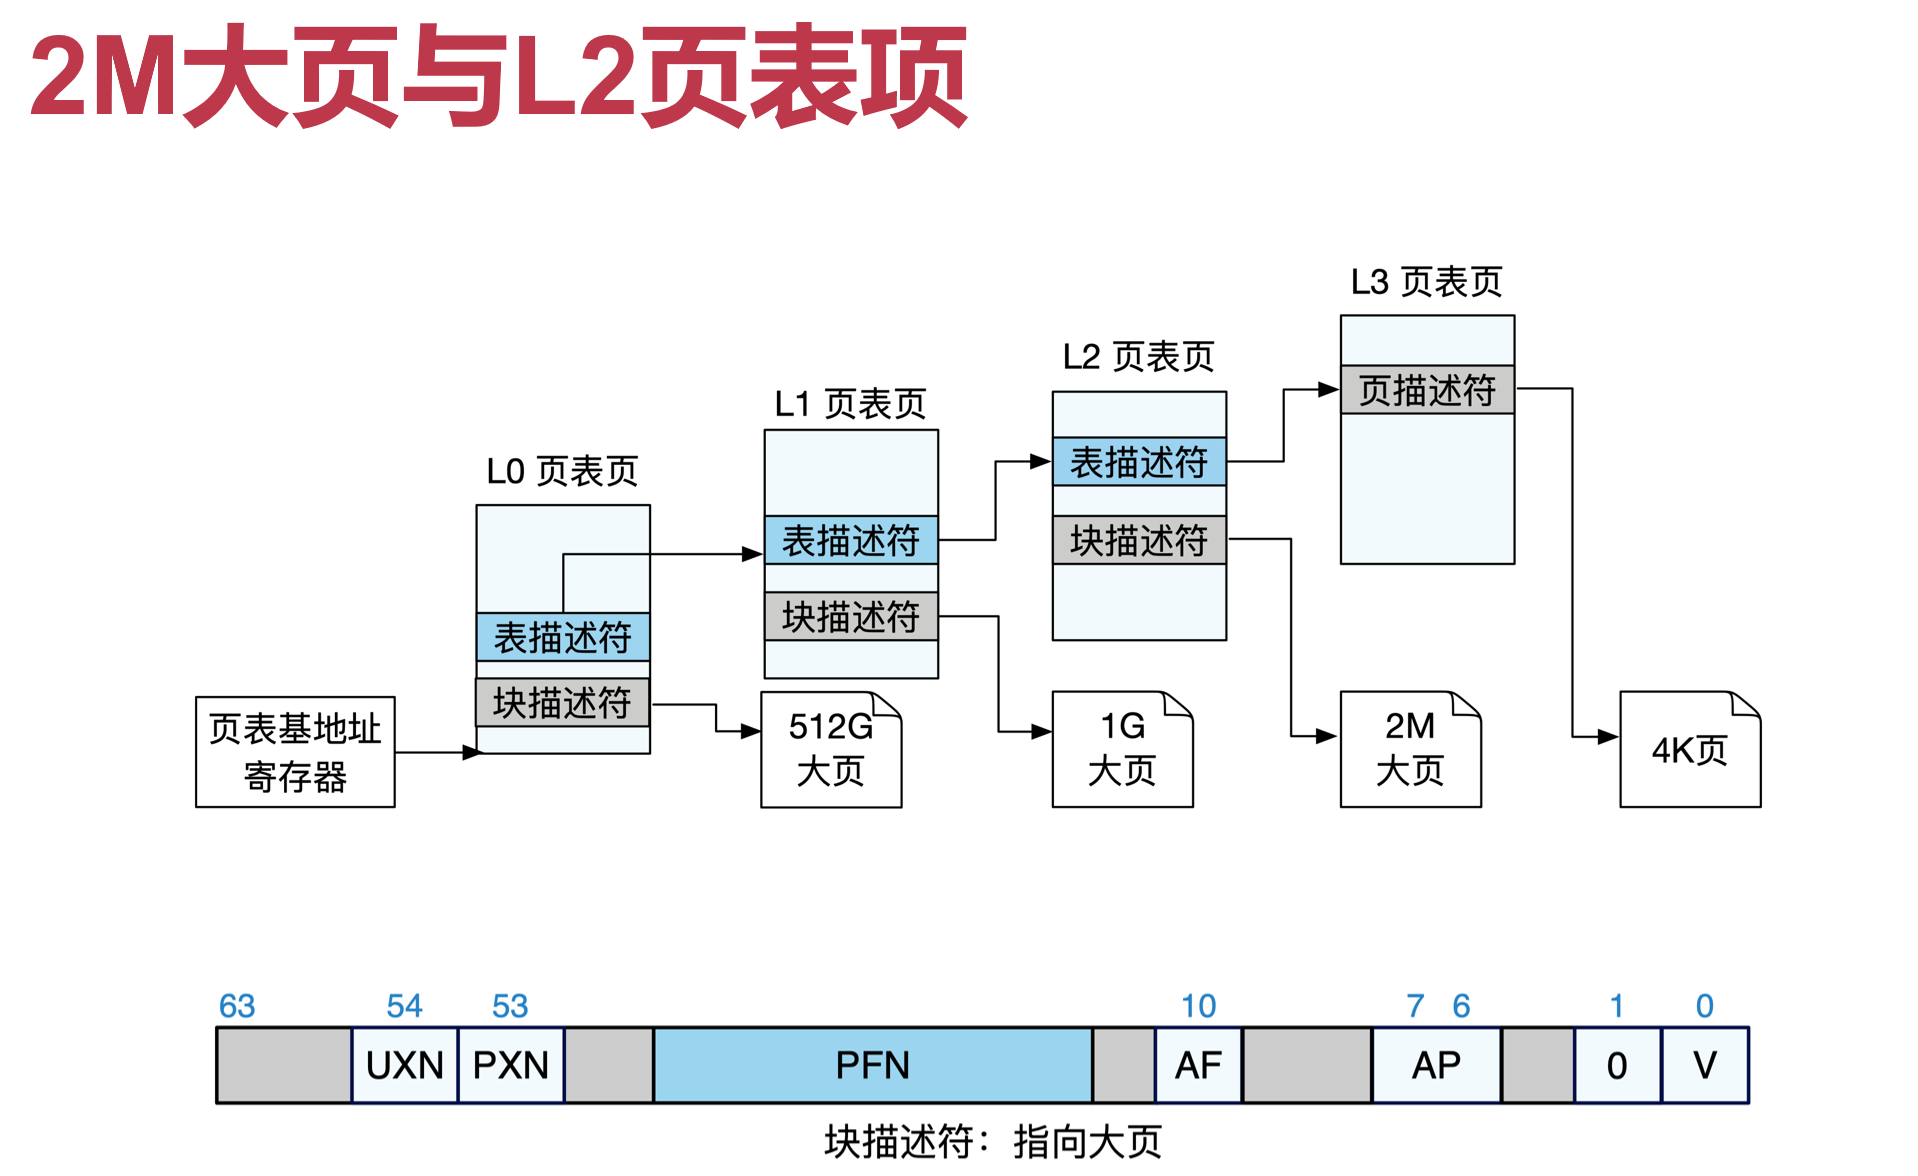 2M大页与L2页表项
L3 页表页
L2 页表页
L1 页表页
L0 页表页
页描述符
表描述符
表描述符
块描述符
块描述符
表描述符
块描述符
页表基地址
寄存器
512G
大页
1G
大页
2M
大页
4K页
63 54 53 10 7 6 1 0
UXN PXN PFN AF AP 0 V
块描述符：指向大页